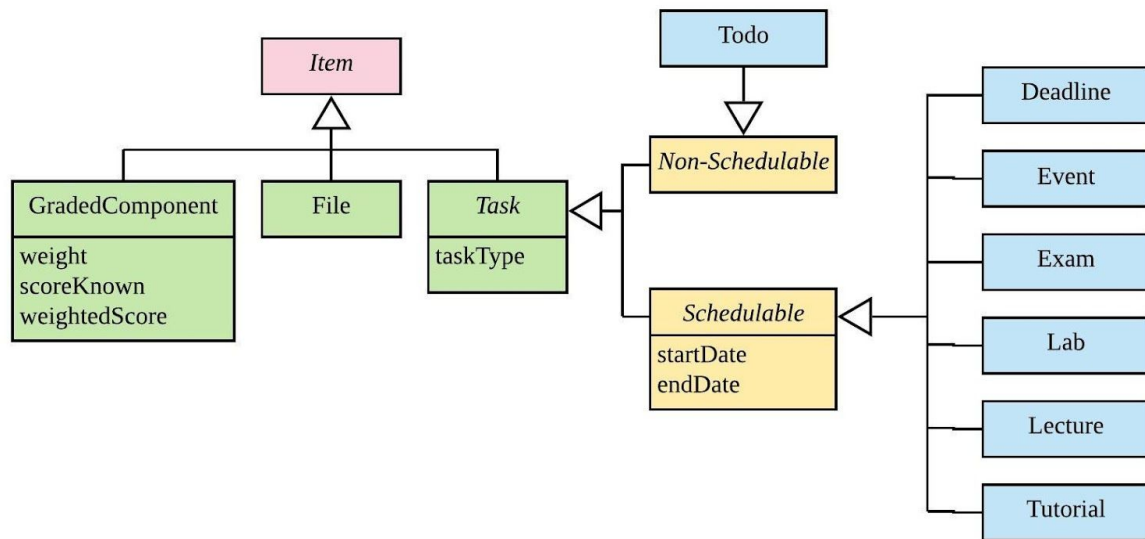 Todo
Item
Deadline
Non-Schedulable
Event
GradedComponent
File
Task
weight
scoreKnown
weightedScore
taskType
Exam
Schedulable
startDate
endDate
Lab
Lecture
Tutorial